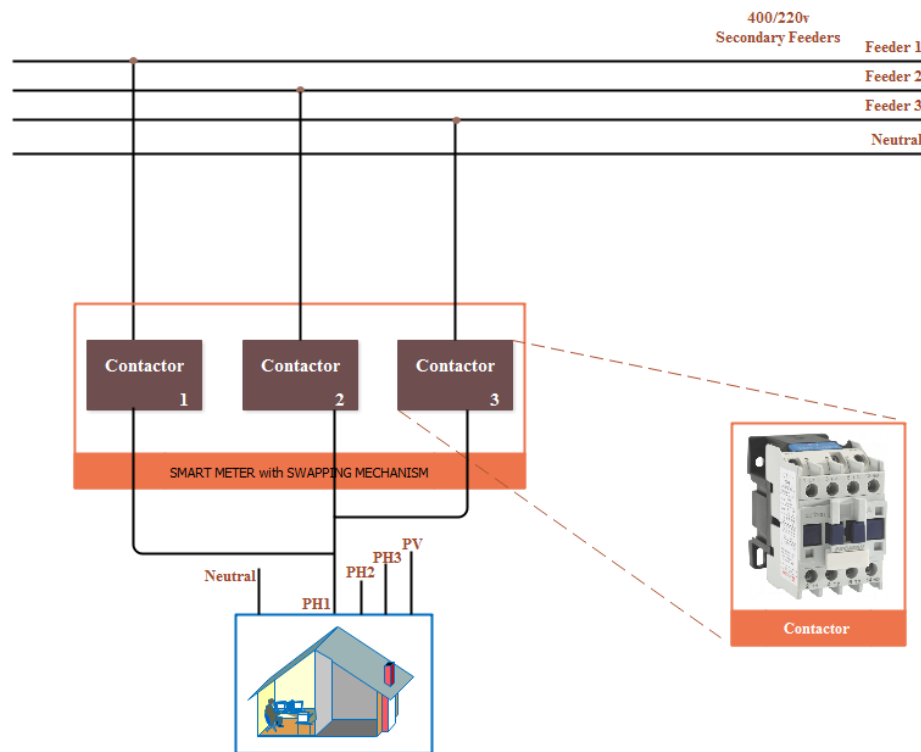 400/220v
Secondary Feeders
Feeder 1
Feeder 2
Feeder 3
Neutral
Contactor
1
Contactor
2
Contactor
3
SMART METER with SWAPPING MECHANISM
Neutral
PH1
PH2
PH3
PV
Contactor